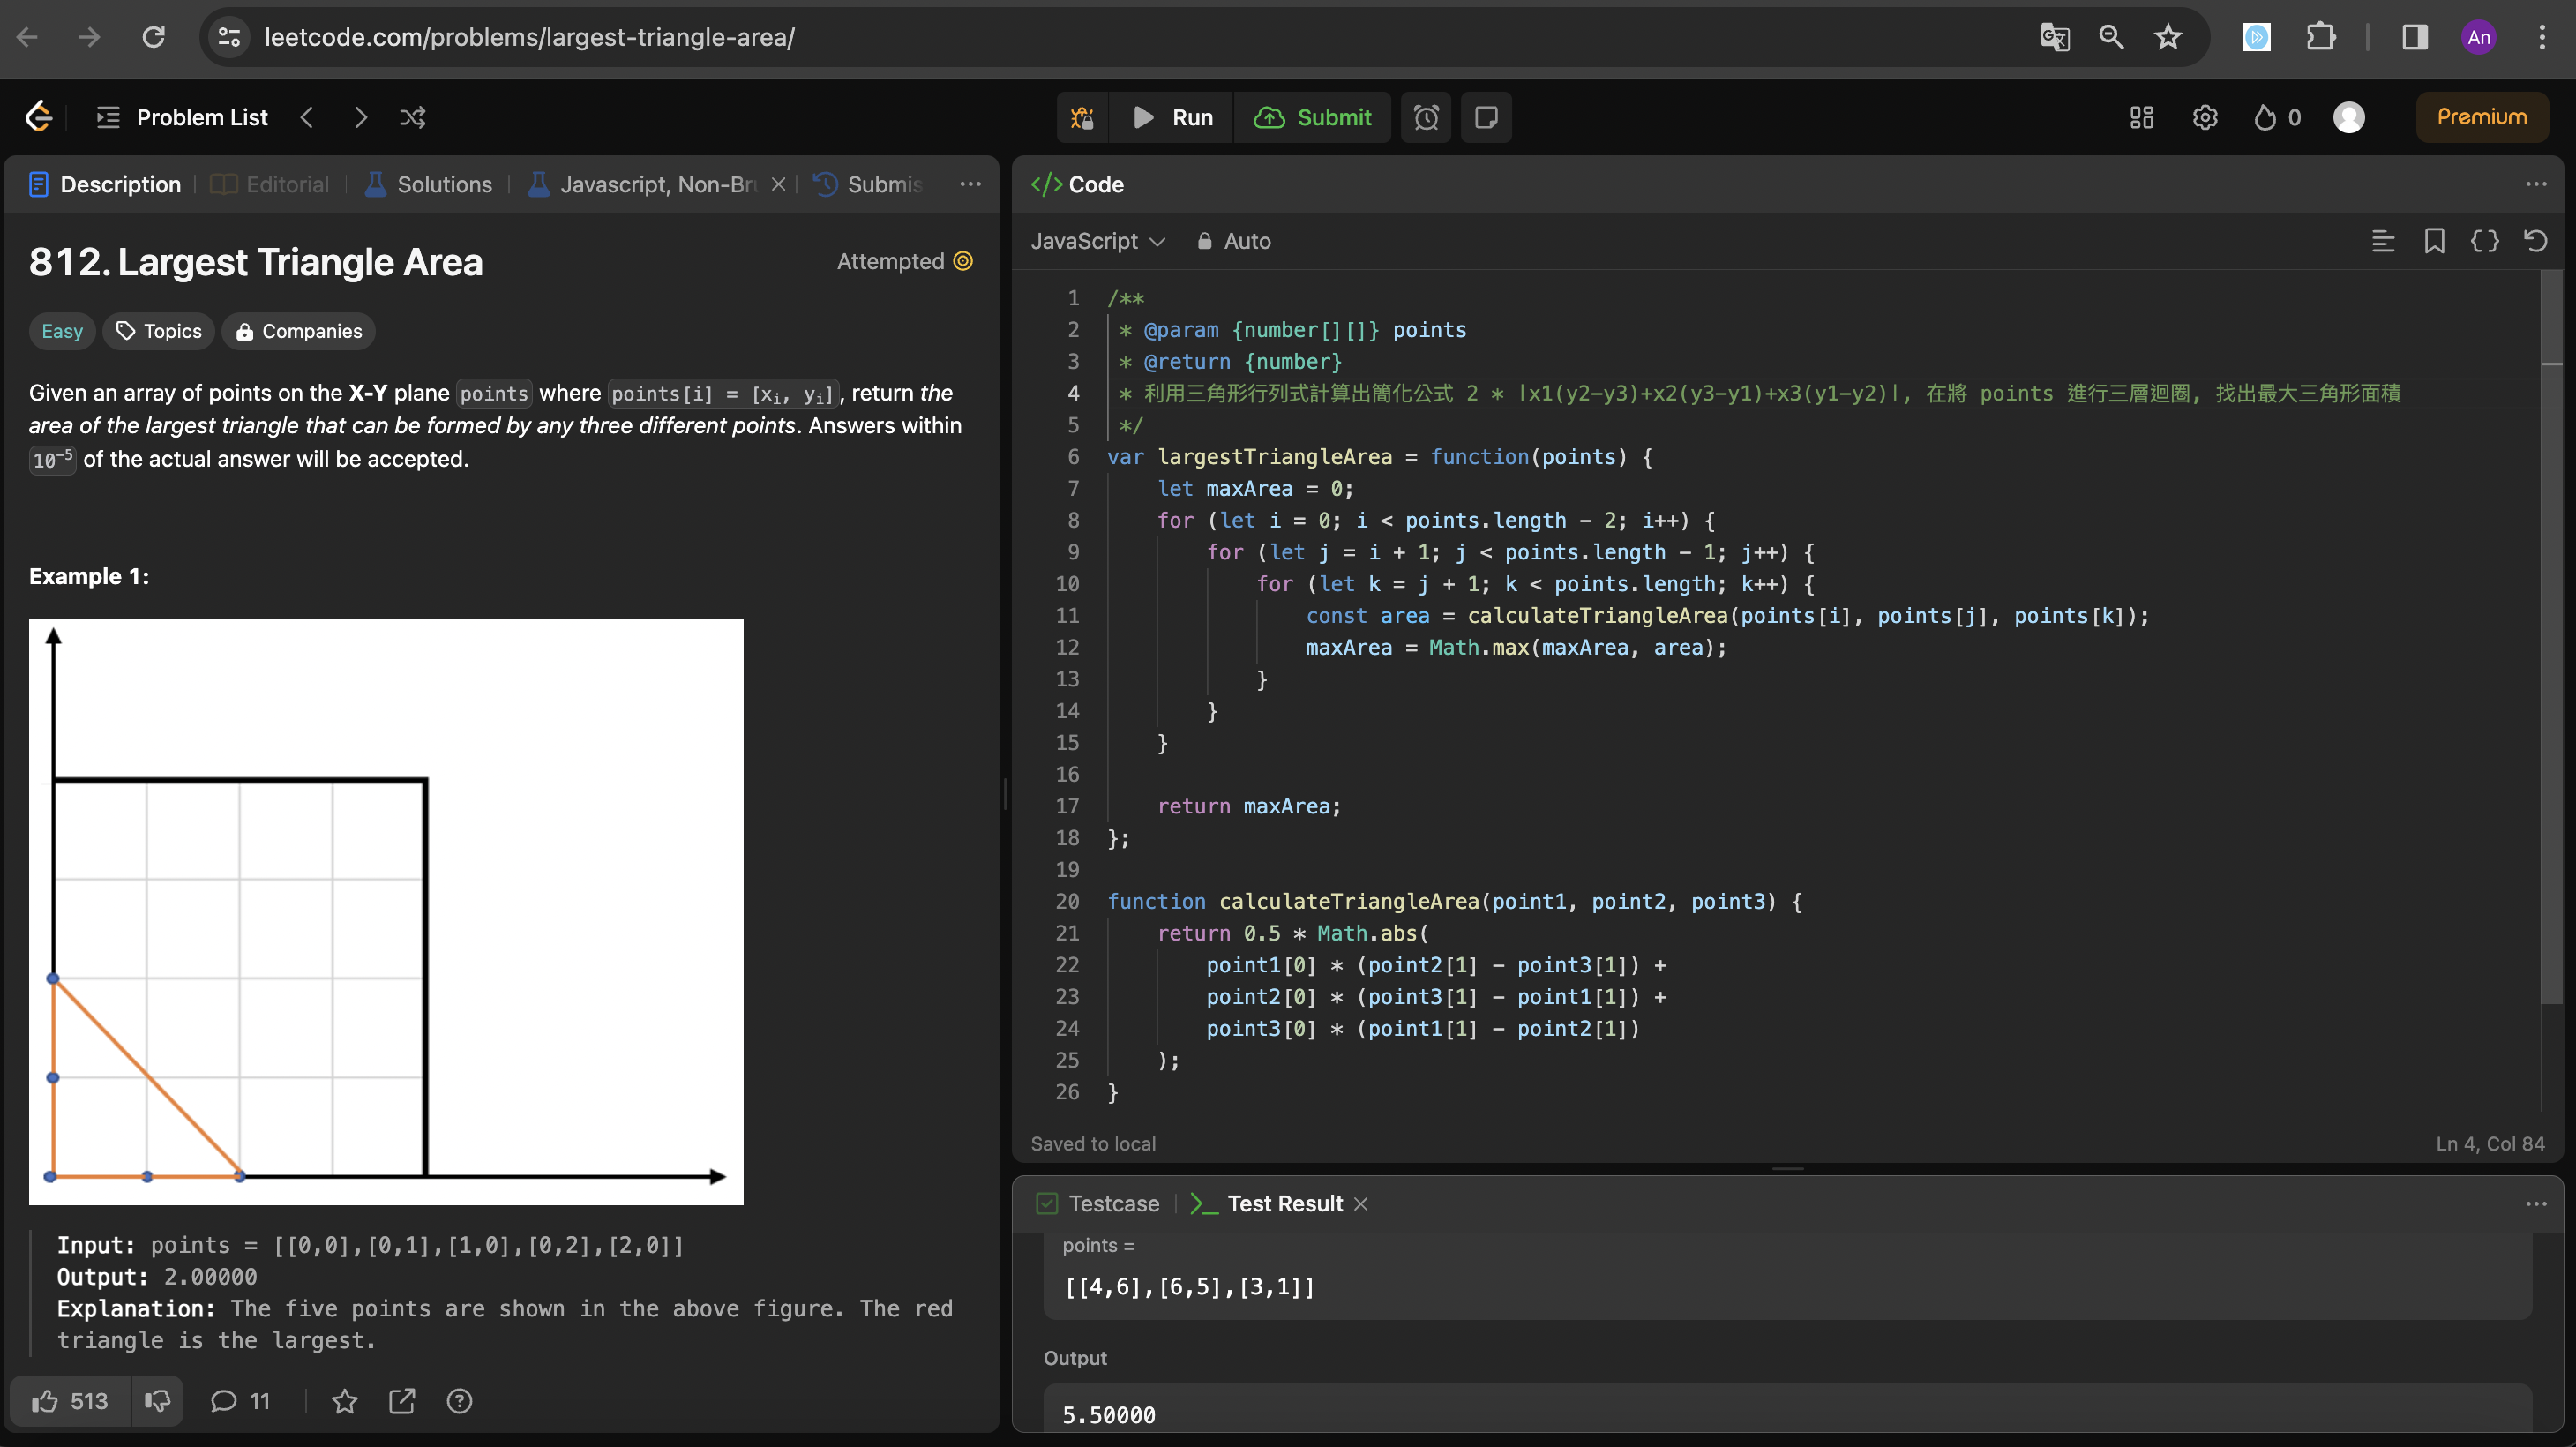 leetcode.com/problems/largest-triangle-area/
An
Problem List
Run
Submit
0
Premium
Description
Editorial
Solutions
Javascript, Non-Br
Submis
812. Largest Triangle Area
Attempted
Easy
Topics
Companies
Given an array of points on the X-Y plane points where points[i] = [xi, yi], return the
area of the largest triangle that can be formed by any three different points. Answers within
10⁻⁵ of the actual answer will be accepted.
Example 1:
Input: points = [[0,0],[0,1],[1,0],[0,2],[2,0]]
Output: 2.00000
Explanation: The five points are shown in the above figure. The red
triangle is the largest.
513
11
</> Code
JavaScript
Auto
1 /**
2 * @param {number[][]} points
3 * @return {number}
4 * 利用三角形行列式計算出簡化公式 2 * |x1(y2-y3)+x2(y3-y1)+x3(y1-y2)|, 在將 points 進行三層迴圈, 找出最大三角形面積
5 */
6 var largestTriangleArea = function(points) {
7 let maxArea = 0;
8 for (let i = 0; i < points.length - 2; i++) {
9 for (let j = i + 1; j < points.length - 1; j++) {
10 for (let k = j + 1; k < points.length; k++) {
11 const area = calculateTriangleArea(points[i], points[j], points[k]);
12 maxArea = Math.max(maxArea, area);
13 }
14 }
15 }
16
17 return maxArea;
18 };
19
20 function calculateTriangleArea(point1, point2, point3) {
21 return 0.5 * Math.abs(
22 point1[0] * (point2[1] - point3[1]) +
23 point2[0] * (point3[1] - point1[1]) +
24 point3[0] * (point1[1] - point2[1])
25 );
26 }
Saved to local
Ln 4, Col 84
Testcase
Test Result
points =
[[4,6],[6,5],[3,1]]
Output
5.50000